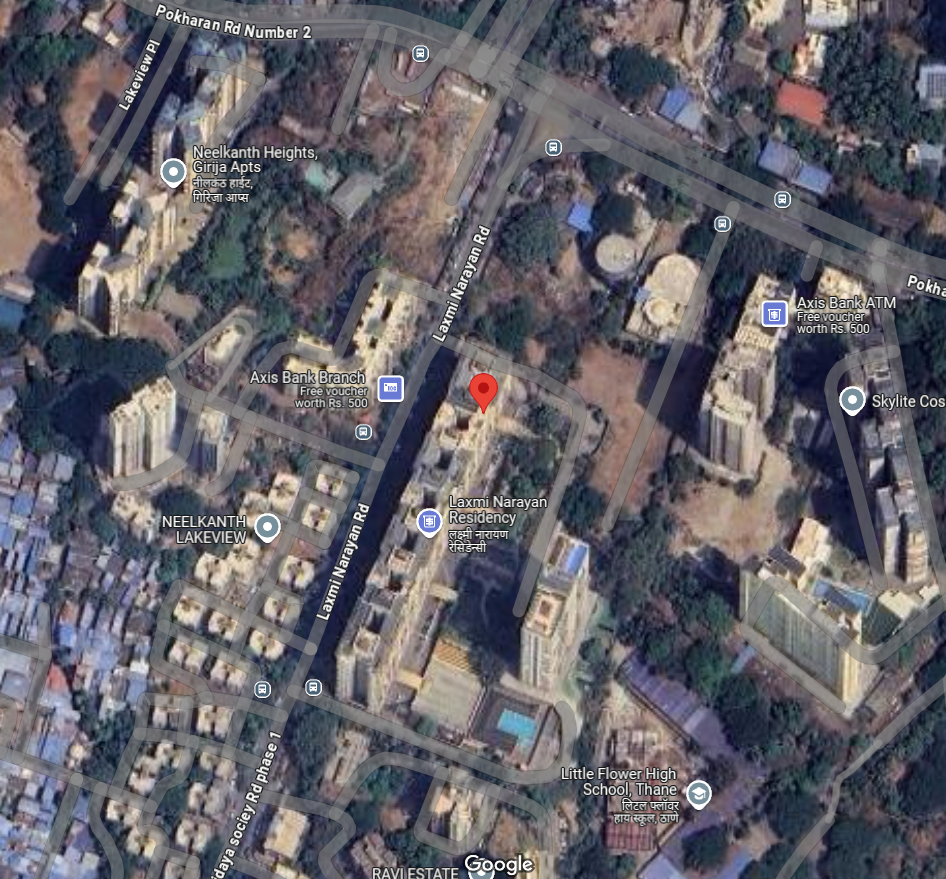 Pokharan Rd Number 2
Lakeview Pl
Neelkanth Heights,
Girija Apts
नीलकंठ हाईट,
गिरिजा आप्स
Laxmi Narayan Rd
Pokha
Axis Bank ATM
Free voucher
worth Rs. 500
Axis Bank Branch
Free voucher
worth Rs. 500
Skylite Cos
Laxmi Narayan
Residency
लक्ष्मी नारायण
रेसिडेन्सी
NEELKANTH
LAKEVIEW
Laxmi Narayan Rd
idaya sociey Rd phase 1
Little Flower High
School, Thane
लिटल फ्लॉवर
हाय स्कूल, ठाणे
Google
RAVI ESTATE